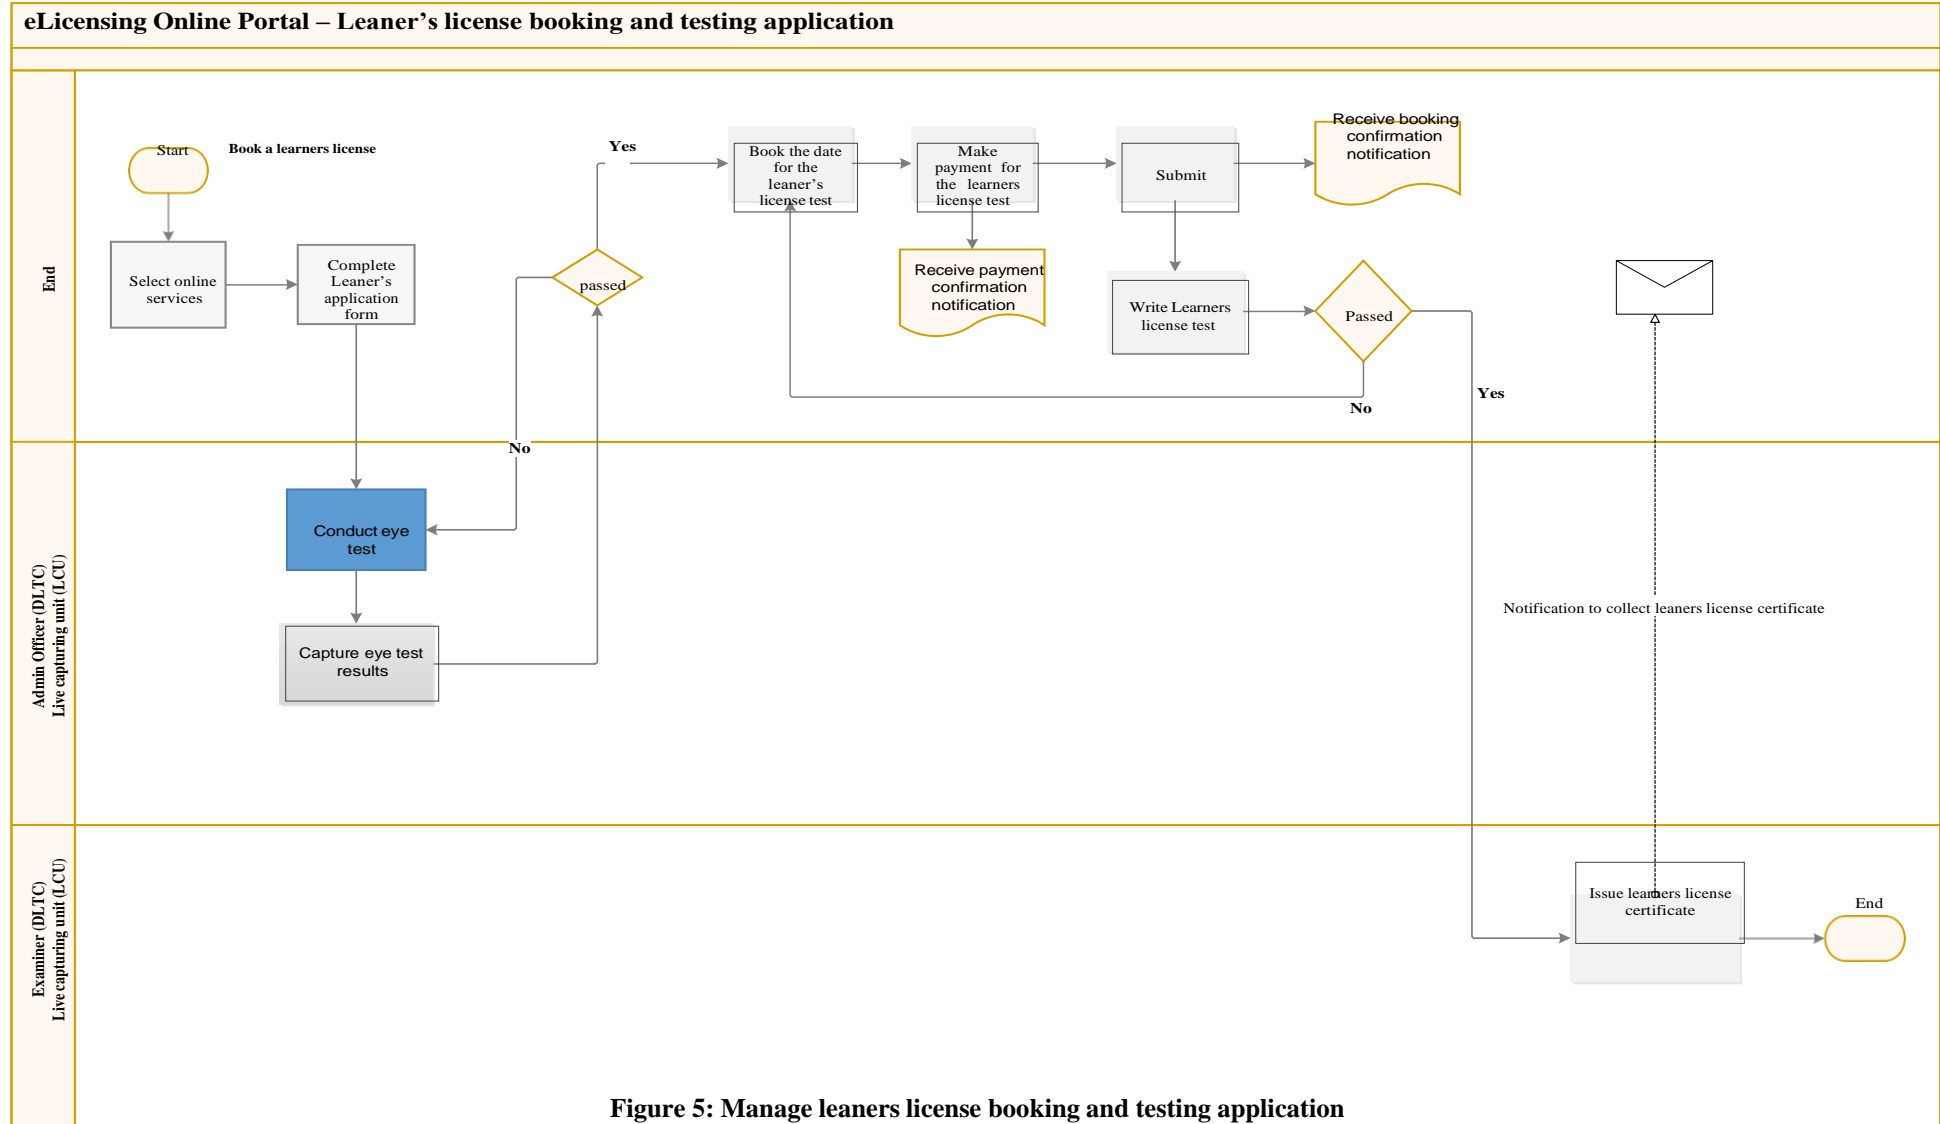 eLicensing Online Portal – Leaner’s license booking and testing application
End
Start
Book a learners license
Select online
services
Complete
Leaner’s
application
form
Yes
passed
No
Book the date
for the
leaner’s
license test
Make
payment for
the learners
license test
Submit
Receive booking
confirmation
notification
Receive payment
confirmation
notification
Write Learners
license test
Passed
No
Yes
Admin Officer (DLTC)
Live capturing unit (LCU)
Conduct eye
test
Capture eye test
results
Notification to collect leaners license certificate
Examiner (DLTC)
Live capturing unit (LCU)
Issue learners license
certificate
End
Figure 5: Manage leaners license booking and testing application